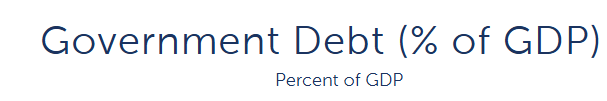 Government Debt (% of GDP)
Percent of GDP